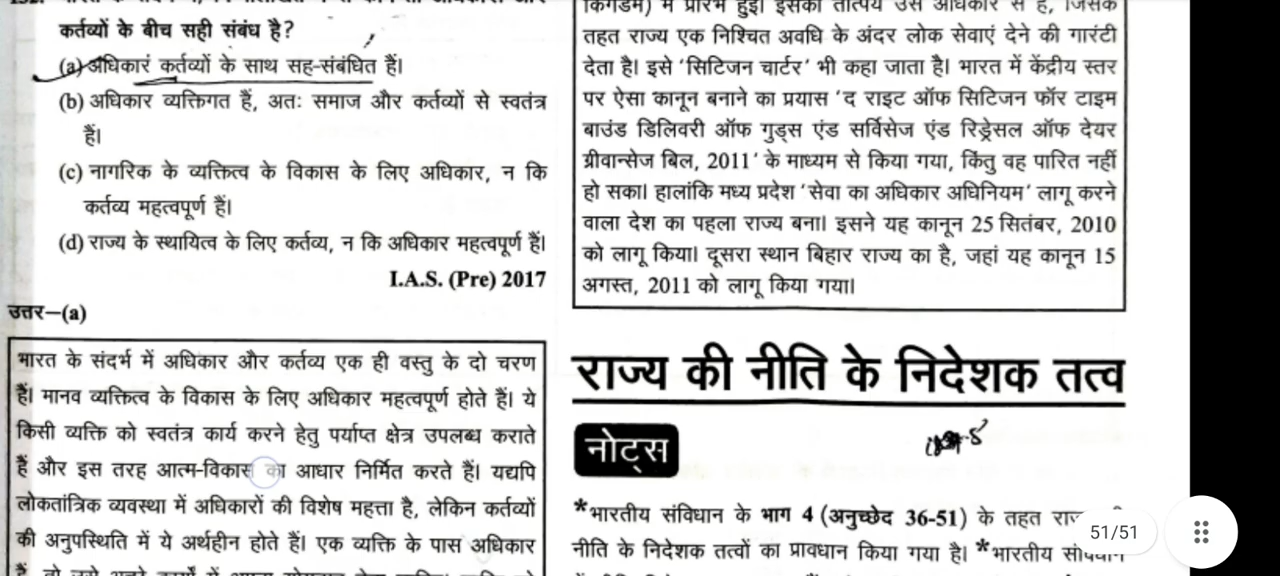 कर्तव्यों के बीच सही संबंध है?
(a) अधिकार कर्तव्यों के साथ सह-संबंधित हैं।
(b) अधिकार व्यक्तिगत हैं, अतः समाज और कर्तव्यों से स्वतंत्र
हैं।
(c) नागरिक के व्यक्तित्व के विकास के लिए अधिकार, न कि
कर्तव्य महत्वपूर्ण हैं।
(d) राज्य के स्थायित्व के लिए कर्तव्य, न कि अधिकार महत्वपूर्ण हैं।
I.A.S. (Pre) 2017
उत्तर—(a)
भारत के संदर्भ में अधिकार और कर्तव्य एक ही वस्तु के दो चरण
हैं। मानव व्यक्तित्व के विकास के लिए अधिकार महत्वपूर्ण होते हैं। ये
किसी व्यक्ति को स्वतंत्र कार्य करने हेतु पर्याप्त क्षेत्र उपलब्ध कराते
हैं और इस तरह आत्म-विकास का आधार निर्मित करते हैं। यद्यपि
लोकतांत्रिक व्यवस्था में अधिकारों की विशेष महत्ता है, लेकिन कर्तव्यों
की अनुपस्थिति में ये अर्थहीन होते हैं। एक व्यक्ति के पास अधिकार
किंगडम) में प्रारंभ हुई। इसका तात्पर्य उस अधिकार से है, जिसके
तहत राज्य एक निश्चित अवधि के अंदर लोक सेवाएं देने की गारंटी
देता है। इसे 'सिटिजन चार्टर' भी कहा जाता है। भारत में केंद्रीय स्तर
पर ऐसा कानून बनाने का प्रयास 'द राइट ऑफ सिटिजन फॉर टाइम
बाउंड डिलिवरी ऑफ गुड्स एंड सर्विसेज एंड रिड्रेसल ऑफ देयर
ग्रीवान्सेज बिल, 2011' के माध्यम से किया गया, किंतु वह पारित नहीं
हो सका। हालांकि मध्य प्रदेश 'सेवा का अधिकार अधिनियम' लागू करने
वाला देश का पहला राज्य बना। इसने यह कानून 25 सितंबर, 2010
को लागू किया। दूसरा स्थान बिहार राज्य का है, जहां यह कानून 15
अगस्त, 2011 को लागू किया गया।
राज्य की नीति के निदेशक तत्व
नोट्स
*भारतीय संविधान के भाग 4 (अनुच्छेद 36-51) के तहत
नीति के निदेशक तत्वों का प्रावधान किया गया है। *भारतीय
51/51